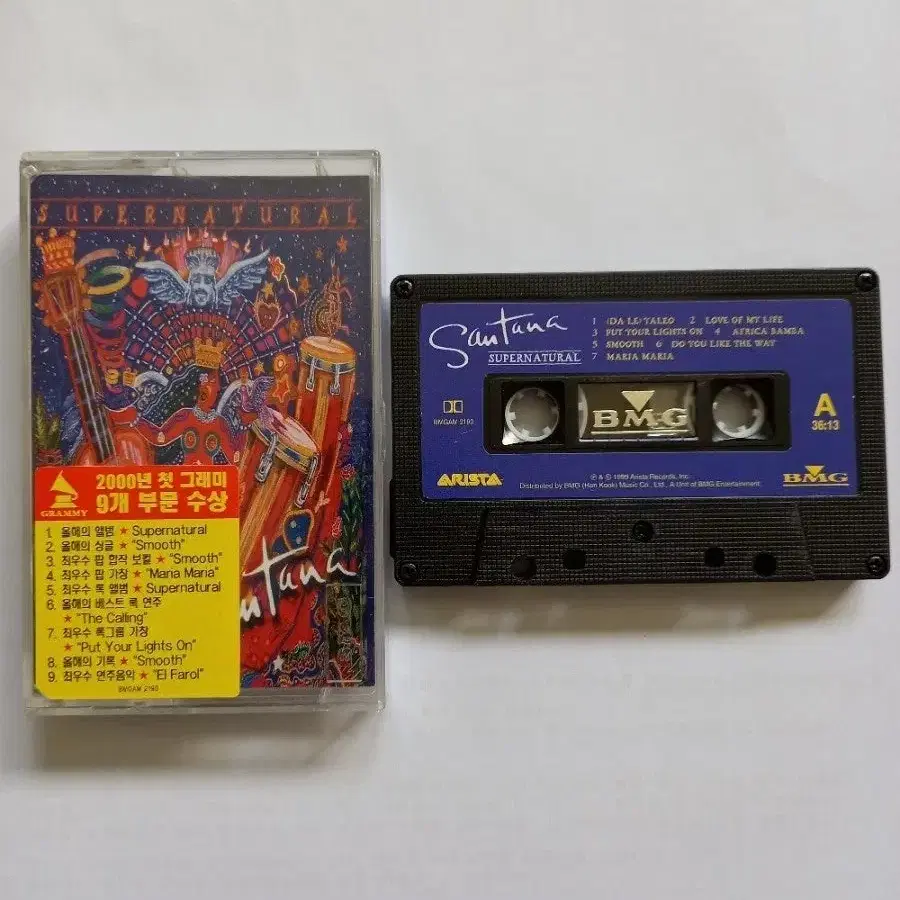 SUPERNATURAL
Santana
GRAMMY
2000년 첫 그래미
9개 부문 수상
1. 올해의 앨범 ★ Supernatural
2. 올해의 싱글 ★ "Smooth"
3. 최우수 팝 합작 보컬 ★ "Smooth"
4. 최우수 팝 가창 ★ "Maria Maria"
5. 최우수 록 앨범 ★ Supernatural
6. 올해의 베스트 록 연주
★ "The Calling"
7. 최우수 록그룹 가창
★ "Put Your Lights On"
8. 올해의 기록 ★ "Smooth"
9. 최우수 연주음악 ★ "El Farol"
BMGAM 2193
Santana
SUPERNATURAL
1 (DA LE) YALEO 2 LOVE OF MY LIFE
3 PUT YOUR LIGHTS ON 4 AFRICA BAMBA
5 SMOOTH 6 DO YOU LIKE THE WAY
7 MARIA MARIA
BMGAM 2193
BMG
A
36:13
ARISTA
℗ & © 1999 Arista Records, Inc.
Distributed by BMG (Han Kook) Music Co., Ltd., A Unit of BMG Entertainment.
BMG